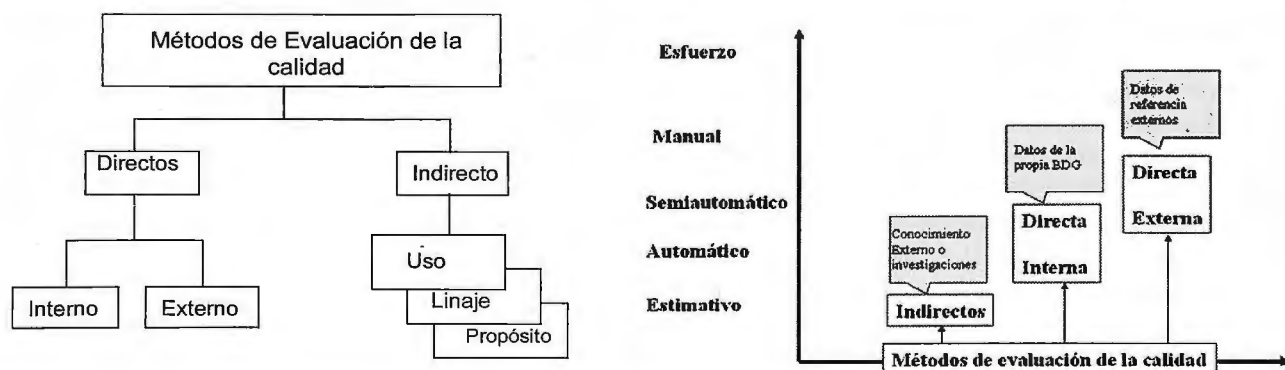 Métodos de Evaluación de la
calidad
Directos
Indirecto
Interno
Externo
Uso
Linaje
Propósito
Esfuerzo
Manual
Semiautomático
Automático
Estimativo
Conocimiento
Externo o
investigaciones
Indirectos
Datos de la
propia BDG
Directa
Interna
Datos de
referencia
externos
Directa
Externa
Métodos de evaluación de la calidad